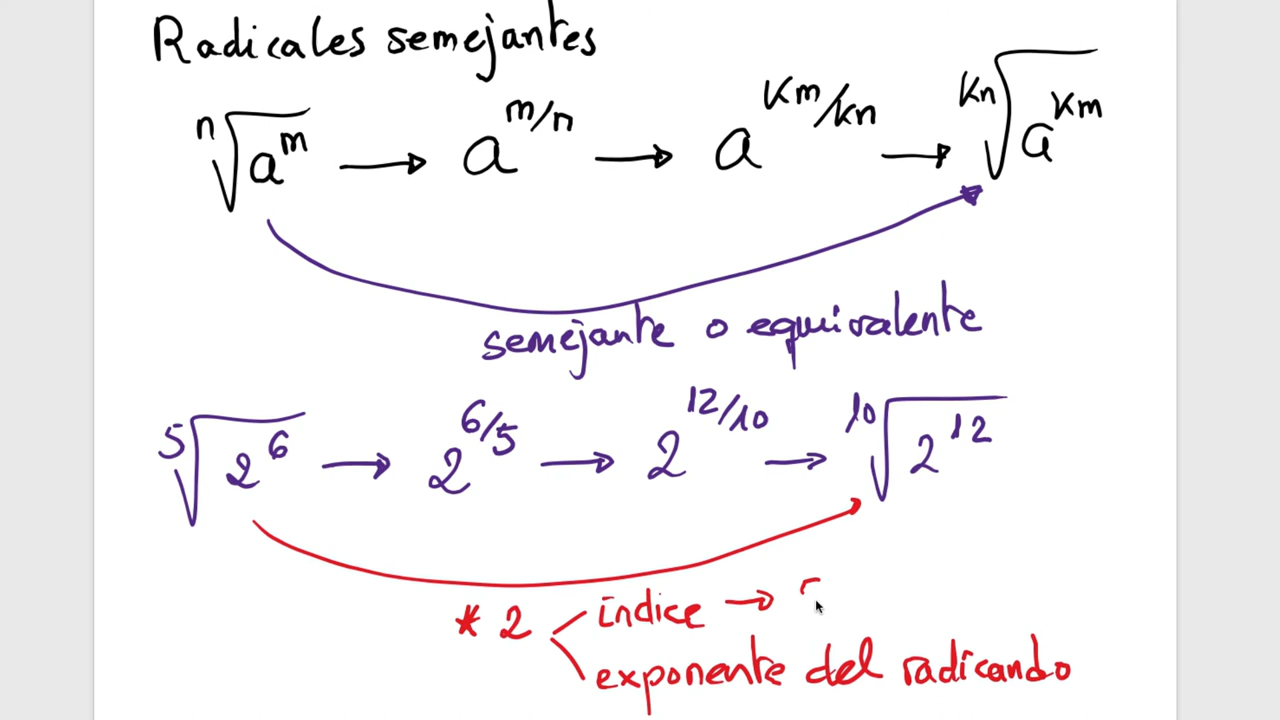 Radicales semejantes
ⁿ√aᵐ → a^m/n → a^Km/kn → ᴷⁿ√a^Km
semejante o equivalente
⁵√2⁶ → 2^6/5 → 2^12/10 → ¹⁰√2¹²
* 2 < índice →
exponente del radicando